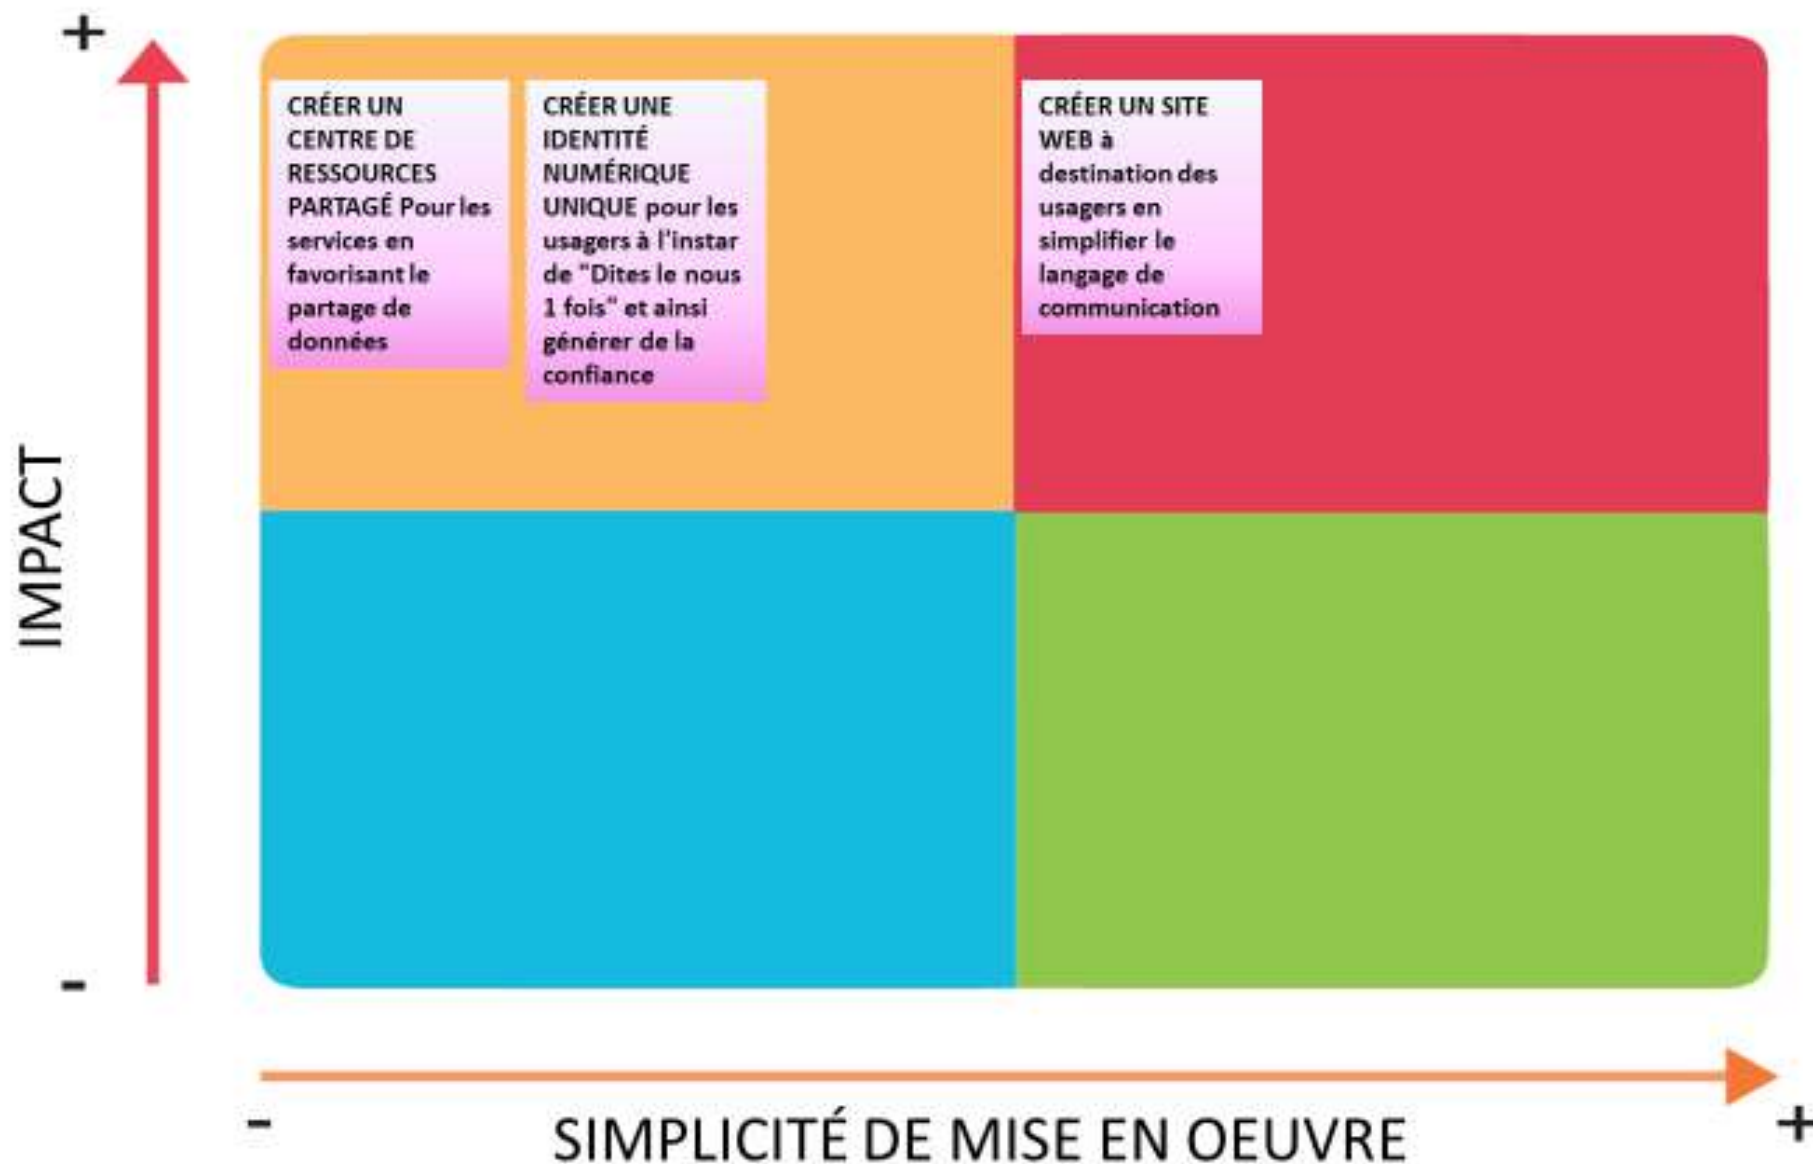 +
CRÉER UN
CENTRE DE
RESSOURCES
PARTAGÉ Pour les
services en
favorisant le
partage de
données
CRÉER UNE
IDENTITÉ
NUMÉRIQUE
UNIQUE pour les
usagers à l'instar
de "Dites le nous
1 fois" et ainsi
générer de la
confiance
CRÉER UN SITE
WEB à
destination des
usagers en
simplifier le
langage de
communication
IMPACT
-
-
SIMPLICITÉ DE MISE EN OEUVRE
+